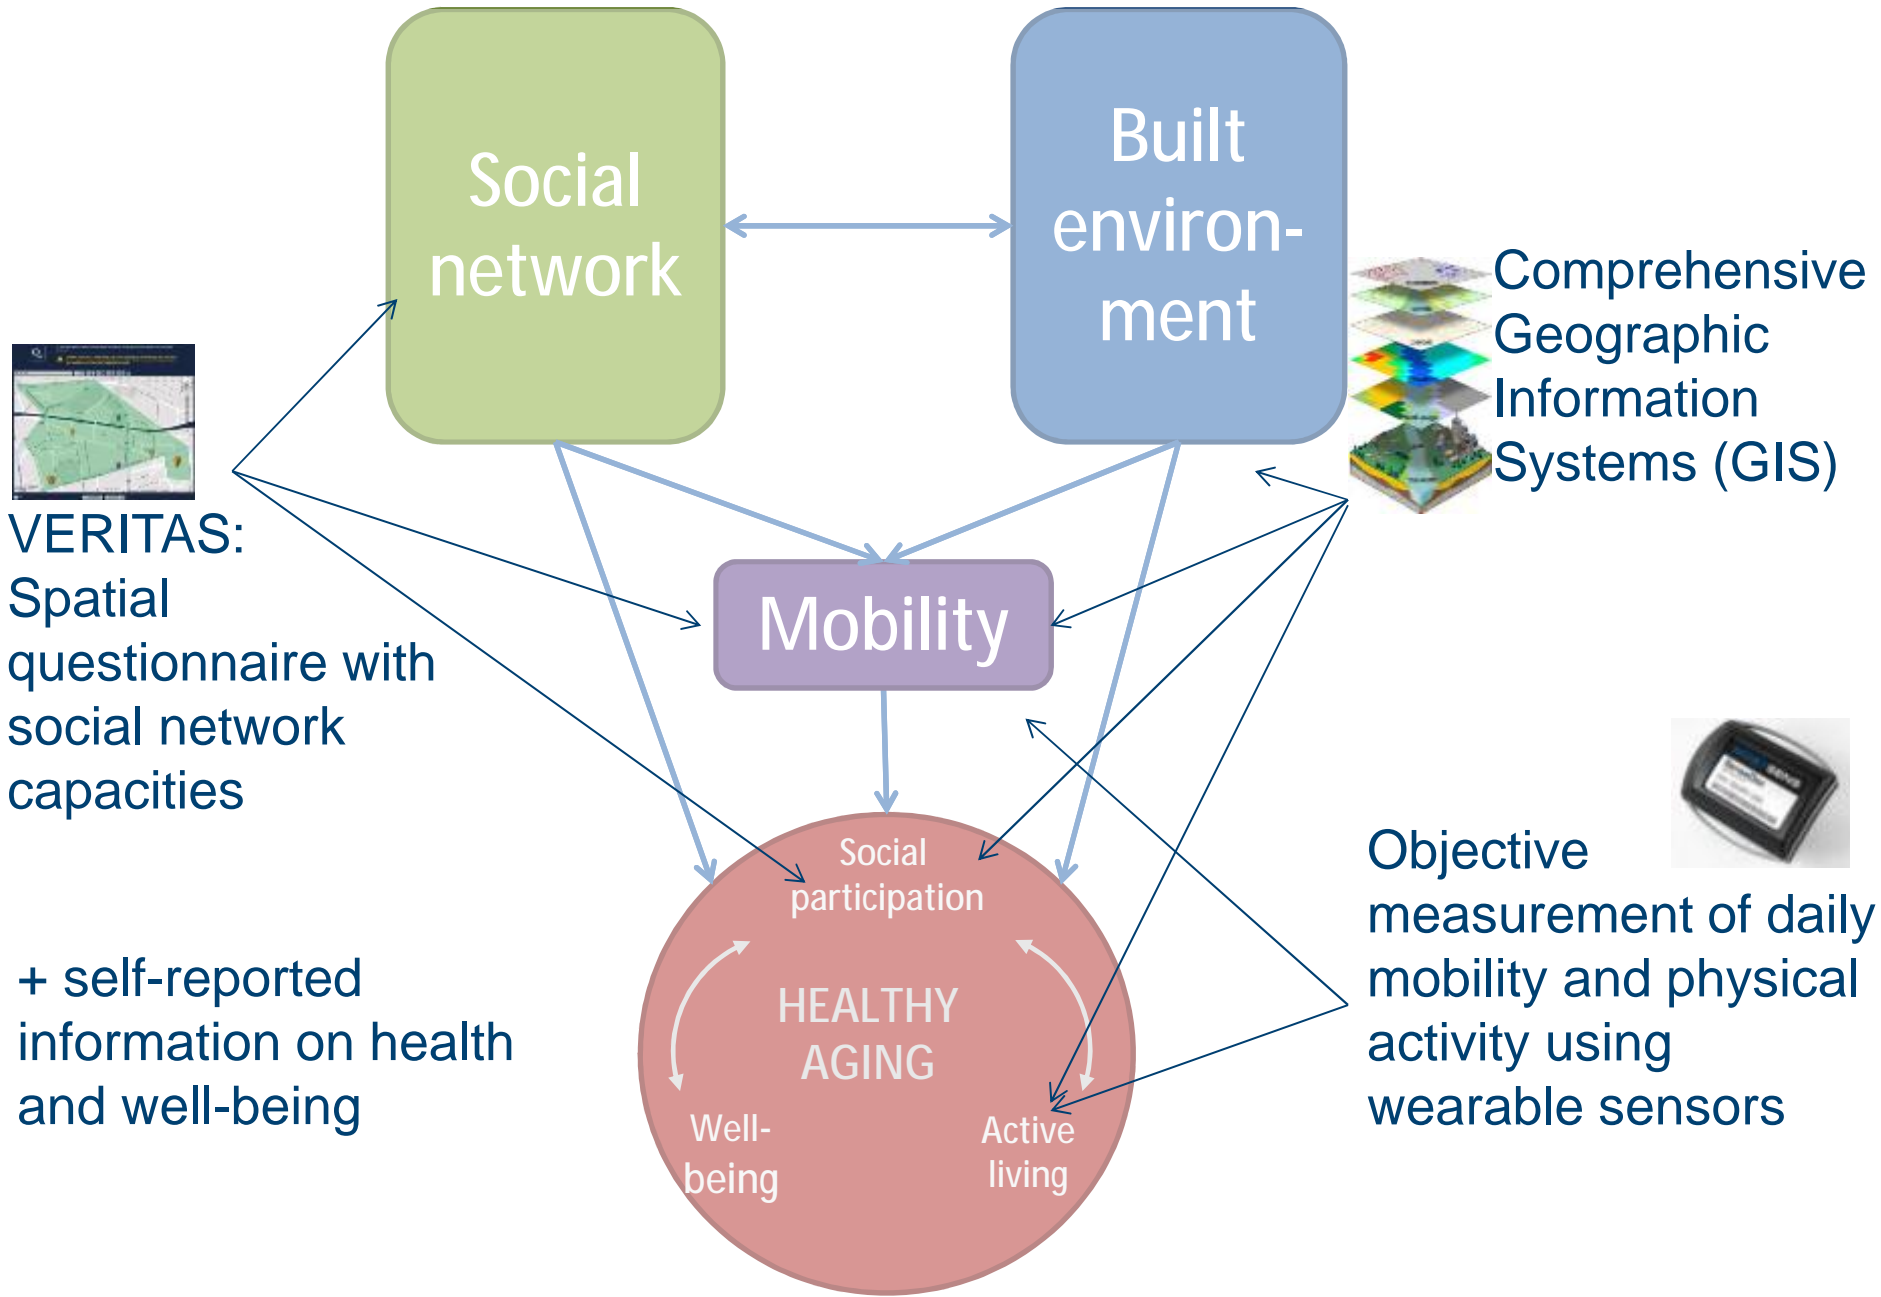 Social
network
Built
environ-
ment
Comprehensive
Geographic
Information
Systems (GIS)
VERITAS:
Spatial
questionnaire with
social network
capacities
Mobility
Objective
measurement of daily
mobility and physical
activity using
wearable sensors
+ self-reported
information on health
and well-being
Social
participation
HEALTHY
AGING
Well-
being
Active
living